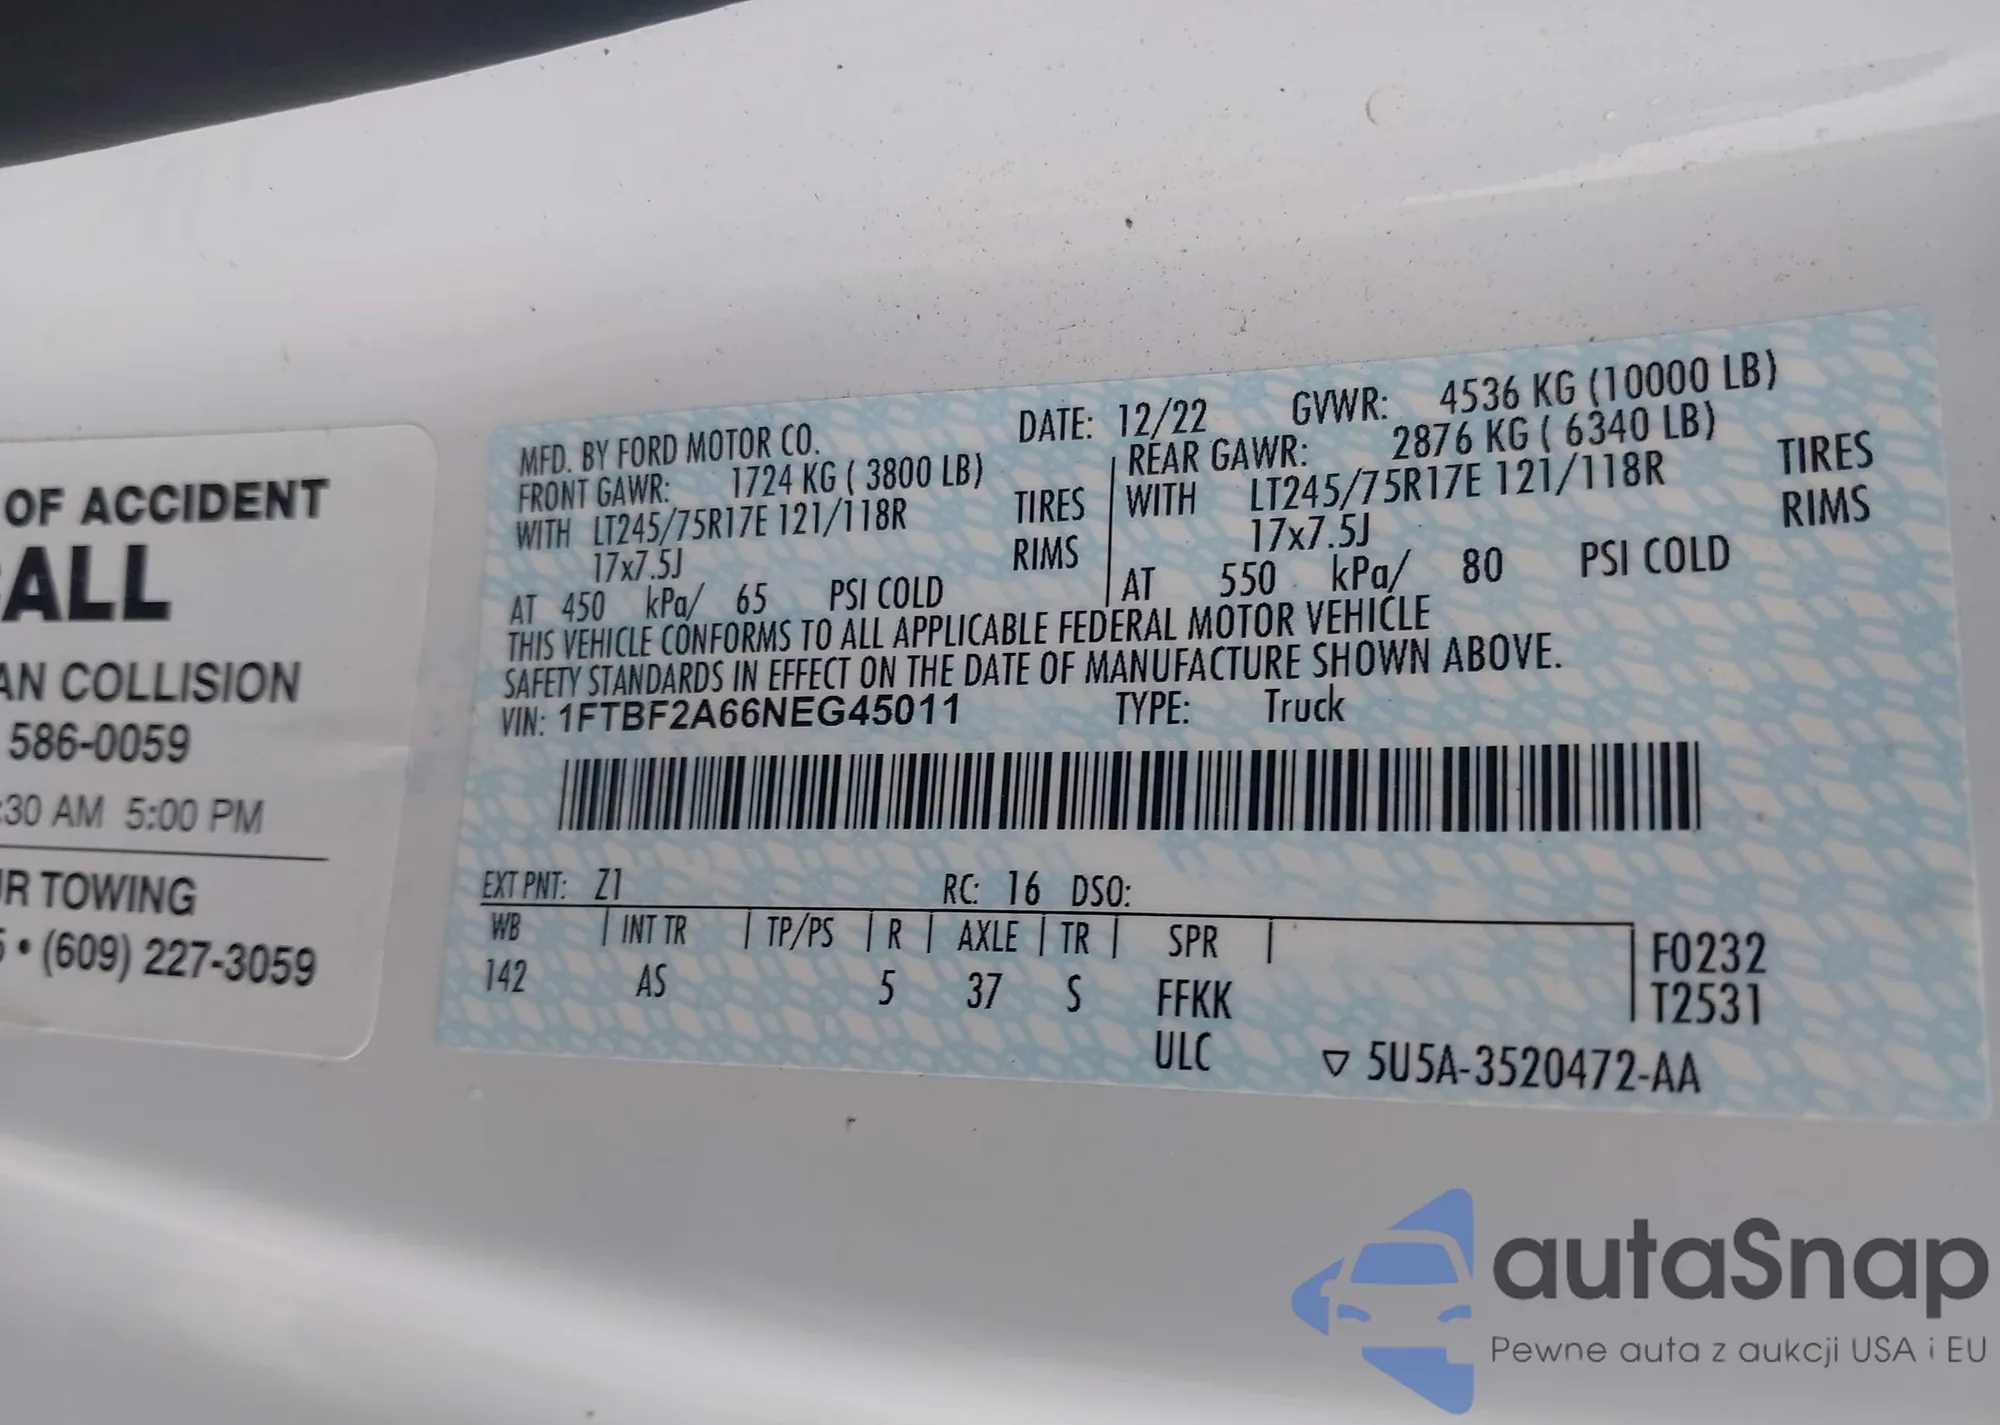 OF ACCIDENT
ALL
AN COLLISION
586-0059
:30 AM 5:00 PM
R TOWING
5 • (609) 227-3059
MFD. BY FORD MOTOR CO. DATE: 12/22 GVWR: 4536 KG (10000 LB)
FRONT GAWR: 1724 KG ( 3800 LB) REAR GAWR: 2876 KG ( 6340 LB)
WITH LT245/75R17E 121/118R TIRES WITH LT245/75R17E 121/118R TIRES
17x7.5J RIMS 17x7.5J RIMS
AT 450 kPa/ 65 PSI COLD AT 550 kPa/ 80 PSI COLD
THIS VEHICLE CONFORMS TO ALL APPLICABLE FEDERAL MOTOR VEHICLE
SAFETY STANDARDS IN EFFECT ON THE DATE OF MANUFACTURE SHOWN ABOVE.
VIN: 1FTBF2A66NEG45011 TYPE: Truck
EXT PNT: Z1 RC: 16 DSO:
WB INT TR TP/PS R AXLE TR SPR F0232
142 AS 5 37 S FFKK T2531
ULC ▽ 5U5A-3520472-AA
autaSnap
Pewne auta z aukcji USA i EU